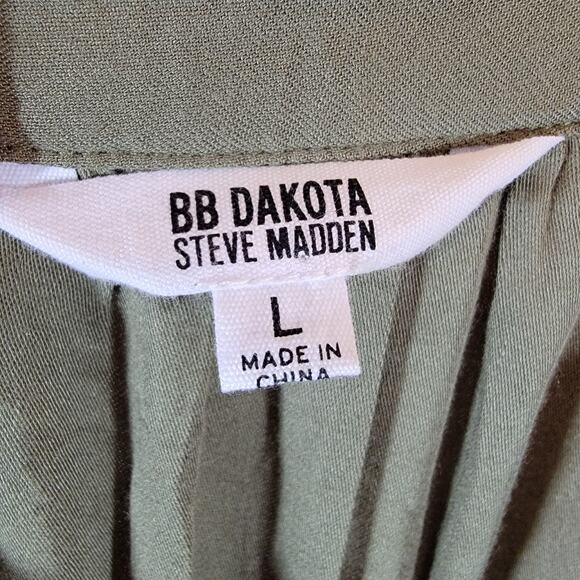 BB DAKOTA
STEVE MADDEN
L
MADE IN
CHINA